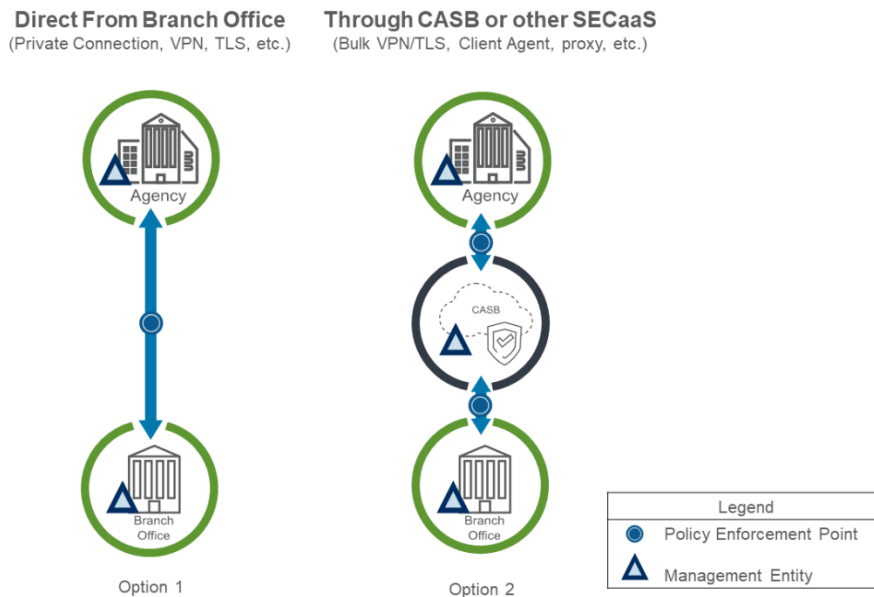 Direct From Branch Office
(Private Connection, VPN, TLS, etc.)
Agency
Branch
Office
Option 1
Through CASB or other SECaaS
(Bulk VPN/TLS, Client Agent, proxy, etc.)
Agency
CASB
Branch
Office
Option 2
Legend
Policy Enforcement Point
Management Entity